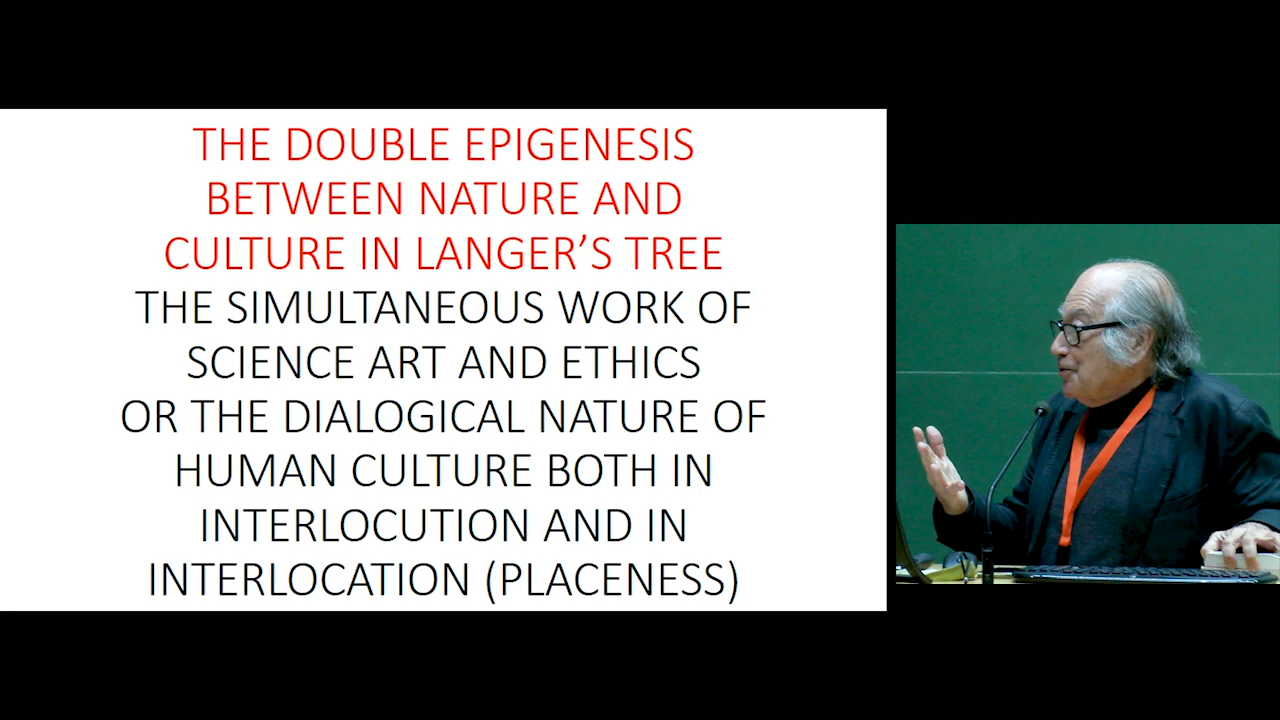 THE DOUBLE EPIGENESIS
BETWEEN NATURE AND
CULTURE IN LANGER’S TREE
THE SIMULTANEOUS WORK OF
SCIENCE ART AND ETHICS
OR THE DIALOGICAL NATURE OF
HUMAN CULTURE BOTH IN
INTERLOCUTION AND IN
INTERLOCATION (PLACENESS)